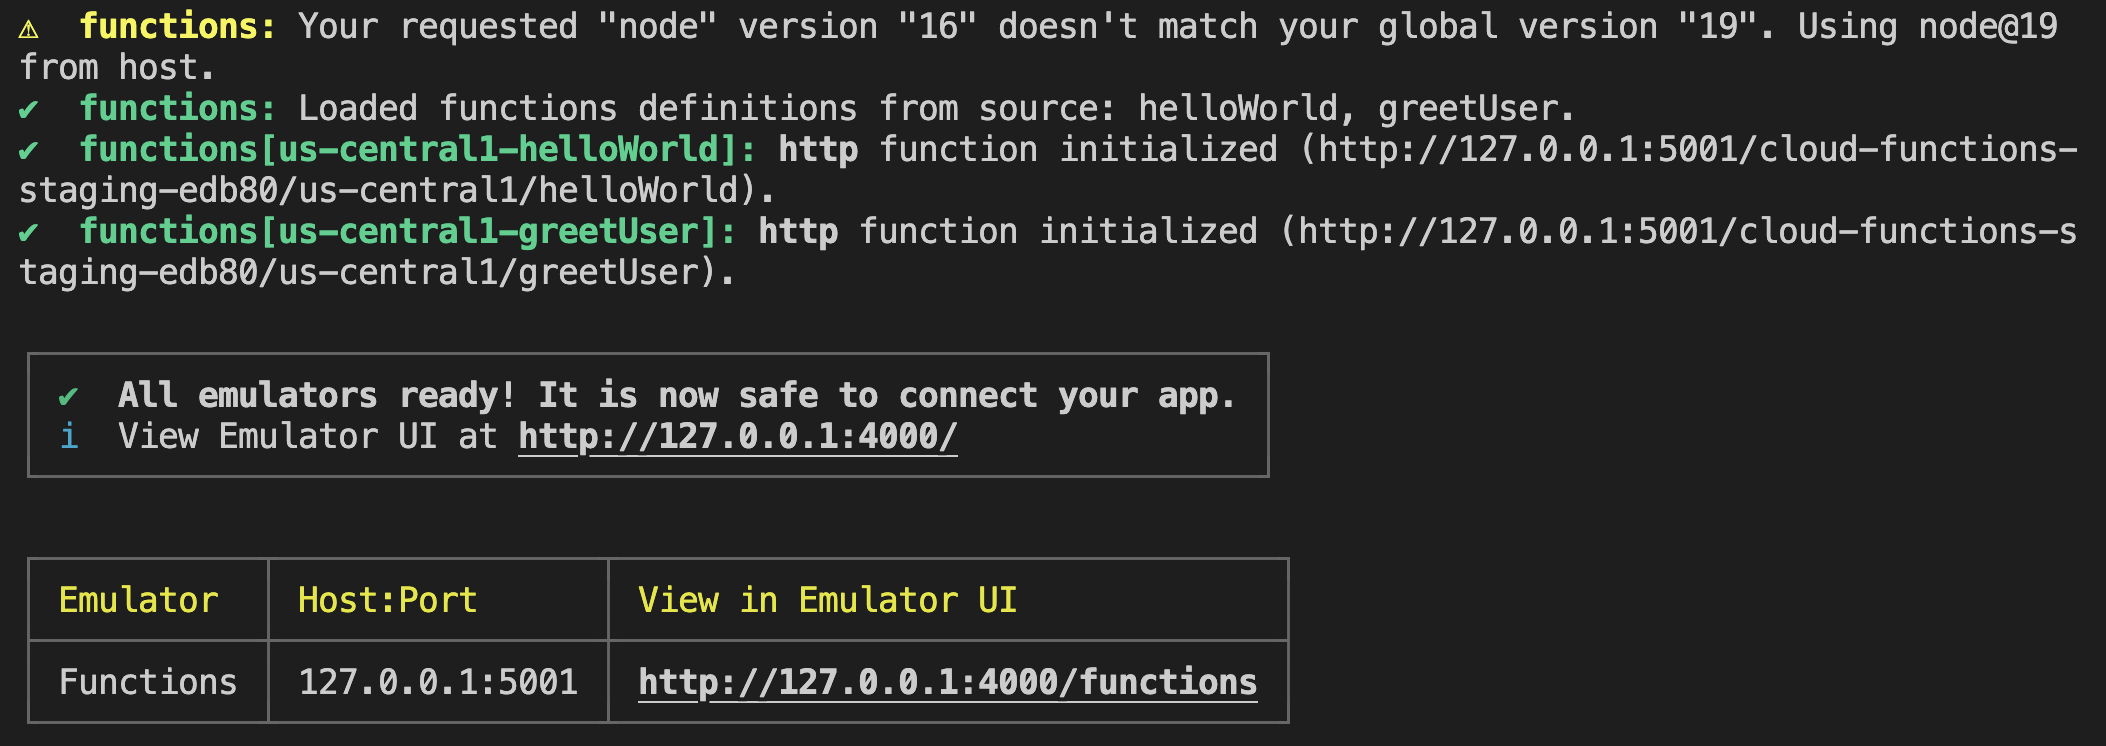 ⚠  functions: Your requested "node" version "16" doesn't match your global version "19". Using node@19
from host.
✔  functions: Loaded functions definitions from source: helloWorld, greetUser.
✔  functions[us-central1-helloWorld]: http function initialized (http://127.0.0.1:5001/cloud-functions-
staging-edb80/us-central1/helloWorld).
✔  functions[us-central1-greetUser]: http function initialized (http://127.0.0.1:5001/cloud-functions-s
taging-edb80/us-central1/greetUser).
✔  All emulators ready! It is now safe to connect your app.
i  View Emulator UI at http://127.0.0.1:4000/
Emulator Host:Port View in Emulator UI
Functions 127.0.0.1:5001 http://127.0.0.1:4000/functions